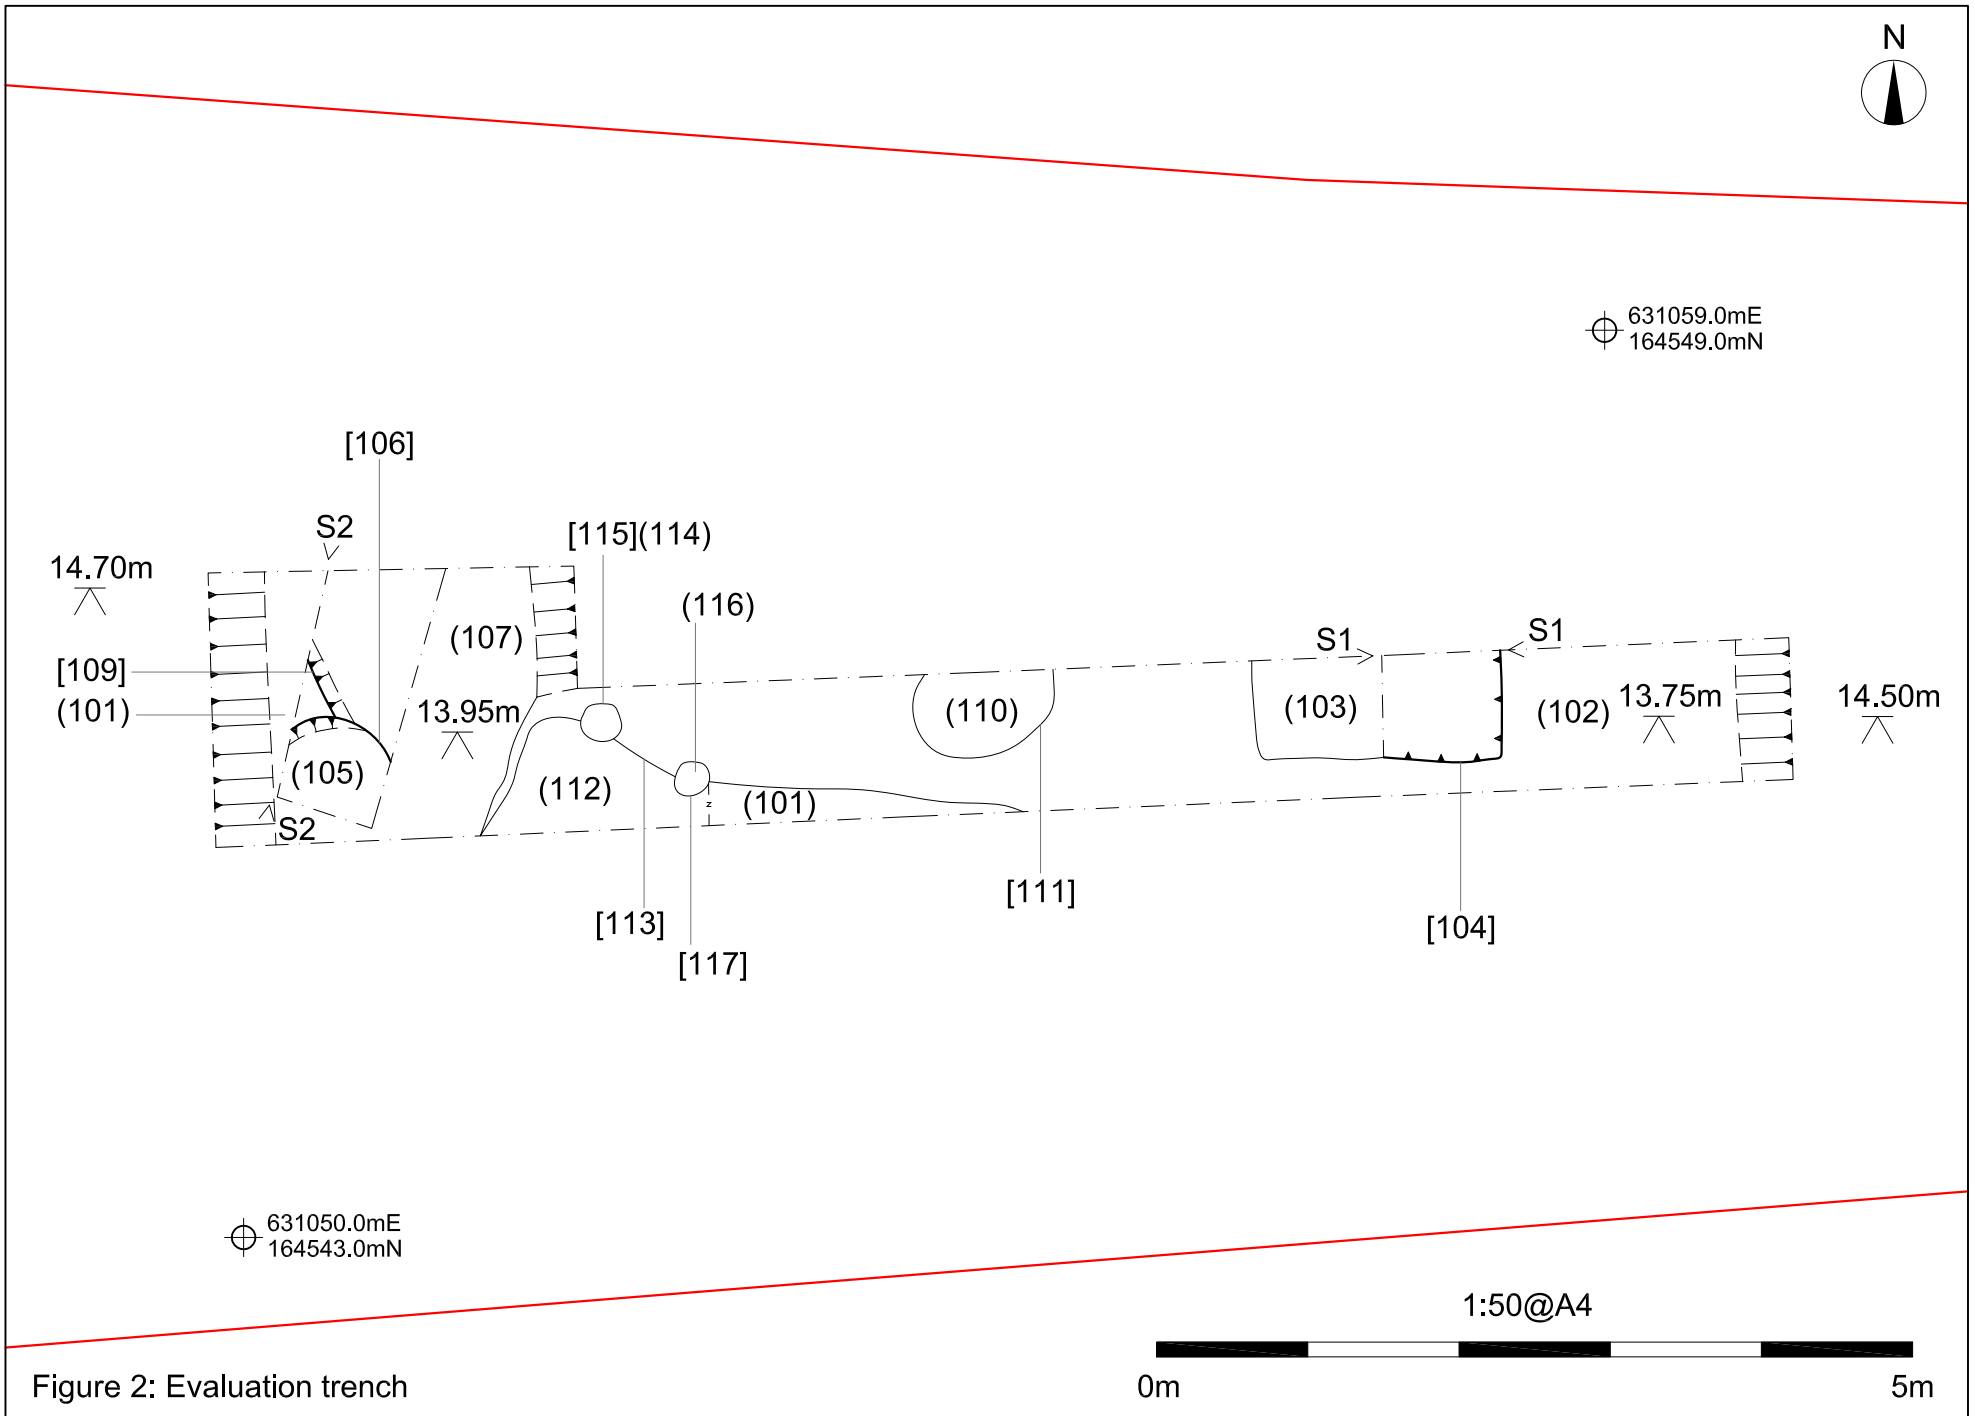 N
631059.0mE
164549.0mN
[106]
S2
[115](114)
14.70m
(116)
(107)
S1
S1
[109]
(101)
13.95m
(110)
(103)
(102)
13.75m
14.50m
(105)
(112)
z
(101)
S2
[111]
[113]
[104]
[117]
631050.0mE
164543.0mN
1:50@A4
0m
5m
Figure 2: Evaluation trench